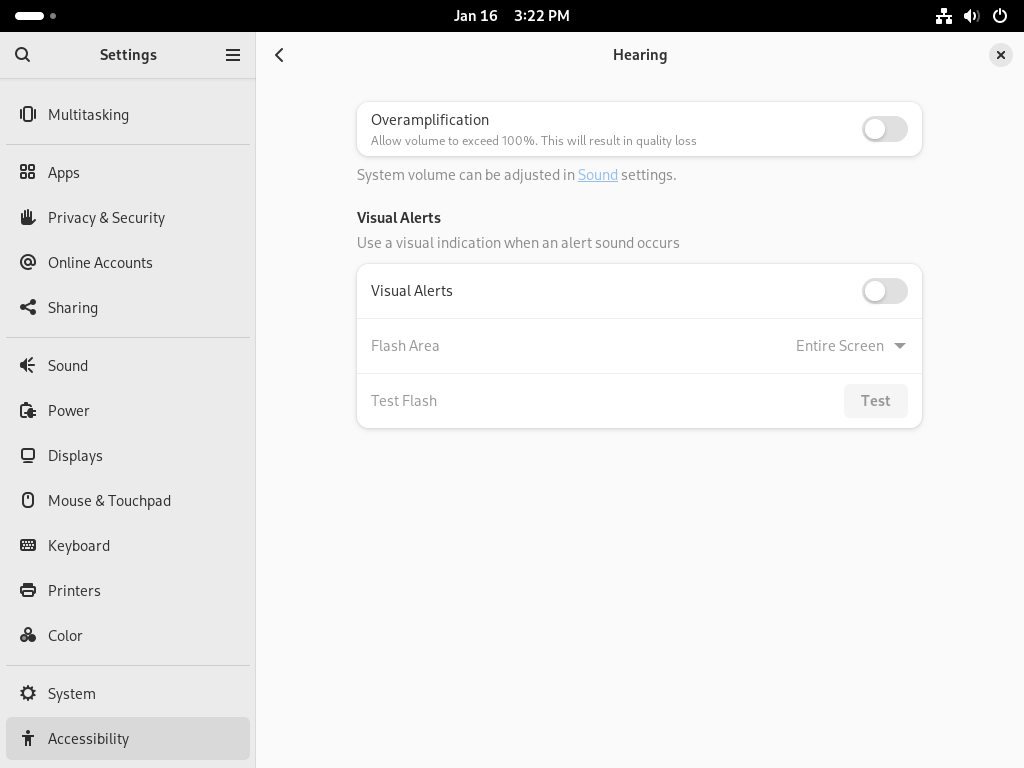 Jan 16 3:22 PM
Settings
Hearing
Multitasking
Apps
Privacy & Security
Online Accounts
Sharing
Sound
Power
Displays
Mouse & Touchpad
Keyboard
Printers
Color
System
Accessibility
Overamplification
Allow volume to exceed 100%. This will result in quality loss
System volume can be adjusted in Sound settings.
Visual Alerts
Use a visual indication when an alert sound occurs
Visual Alerts
Flash Area Entire Screen
Test Flash Test